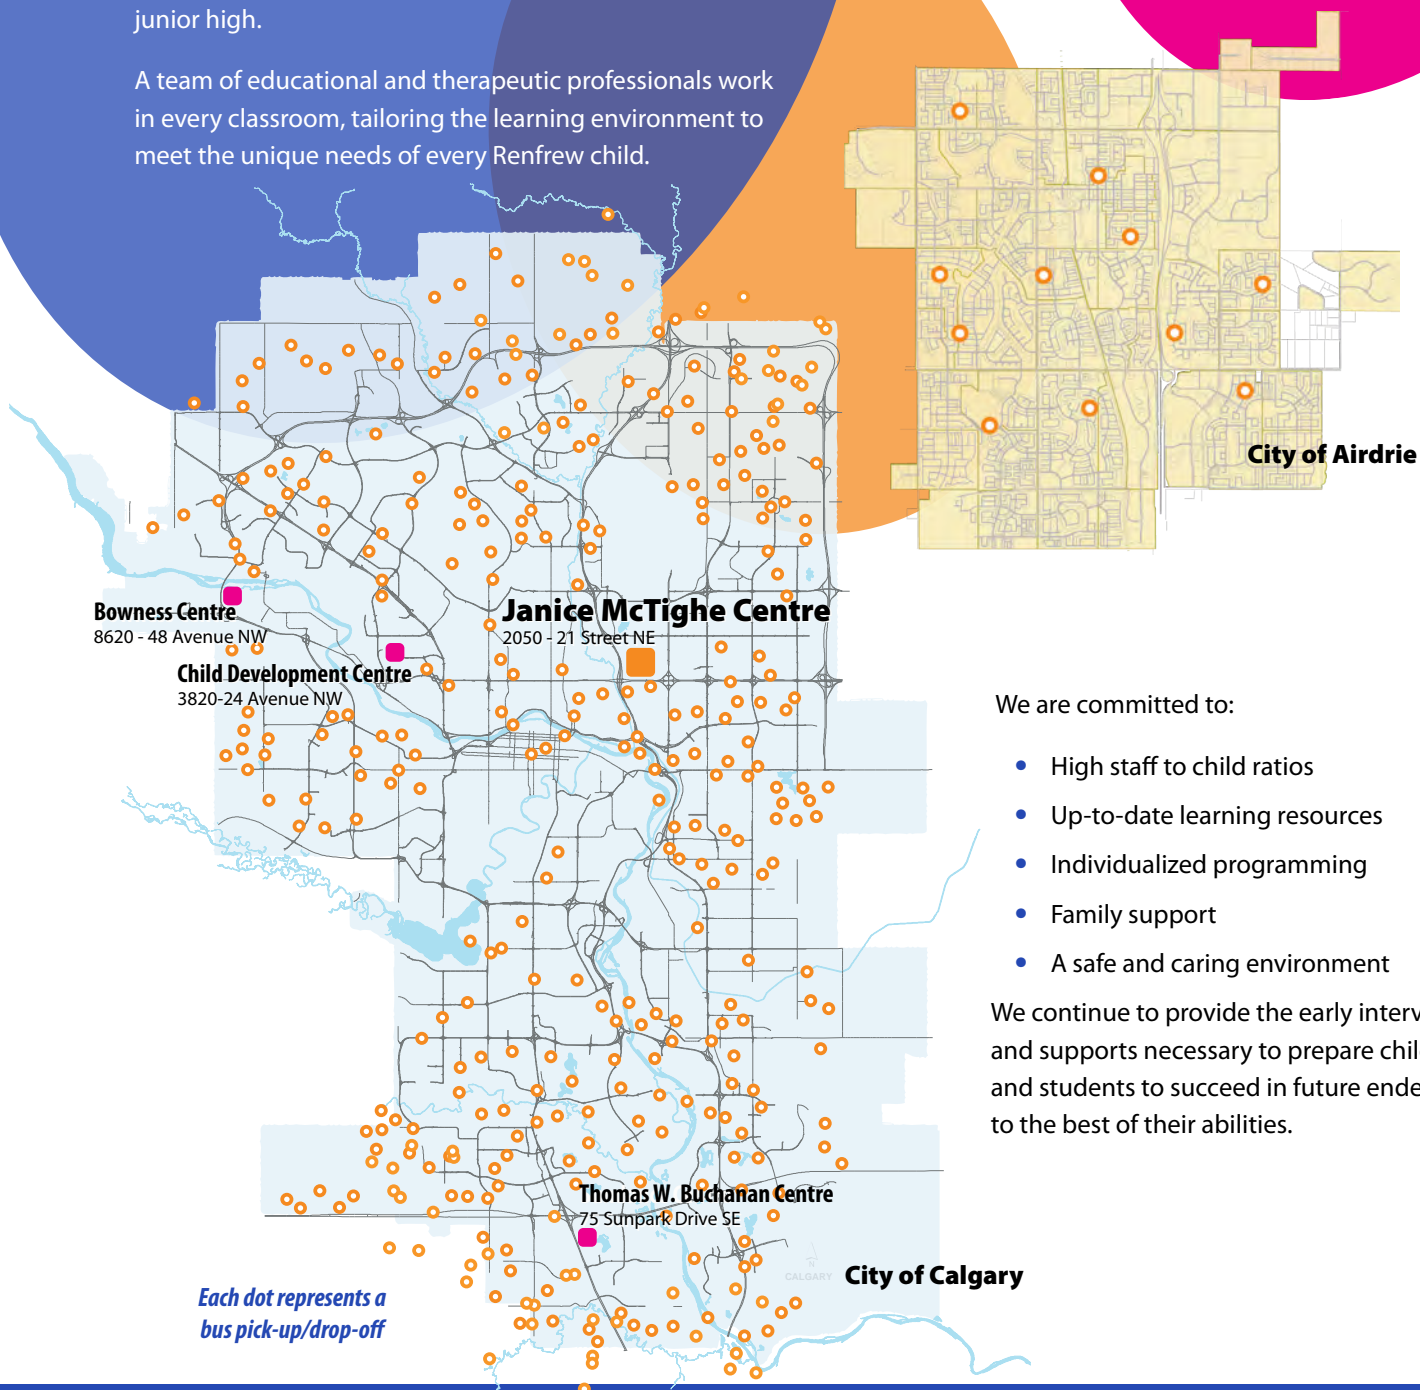 junior high.
A team of educational and therapeutic professionals work
in every classroom, tailoring the learning environment to
meet the unique needs of every Renfrew child.
City of Airdrie
Bowness Centre
8620 - 48 Avenue NW
Child Development Centre
3820-24 Avenue NW
Janice McTighe Centre
2050 - 21 Street NE
We are committed to:
• High staff to child ratios
• Up-to-date learning resources
• Individualized programming
• Family support
• A safe and caring environment
We continue to provide the early interv
and supports necessary to prepare chil
and students to succeed in future ende
to the best of their abilities.
Thomas W. Buchanan Centre
75 Sunpark Drive SE
N
CALGARY
City of Calgary
Each dot represents a
bus pick-up/drop-off